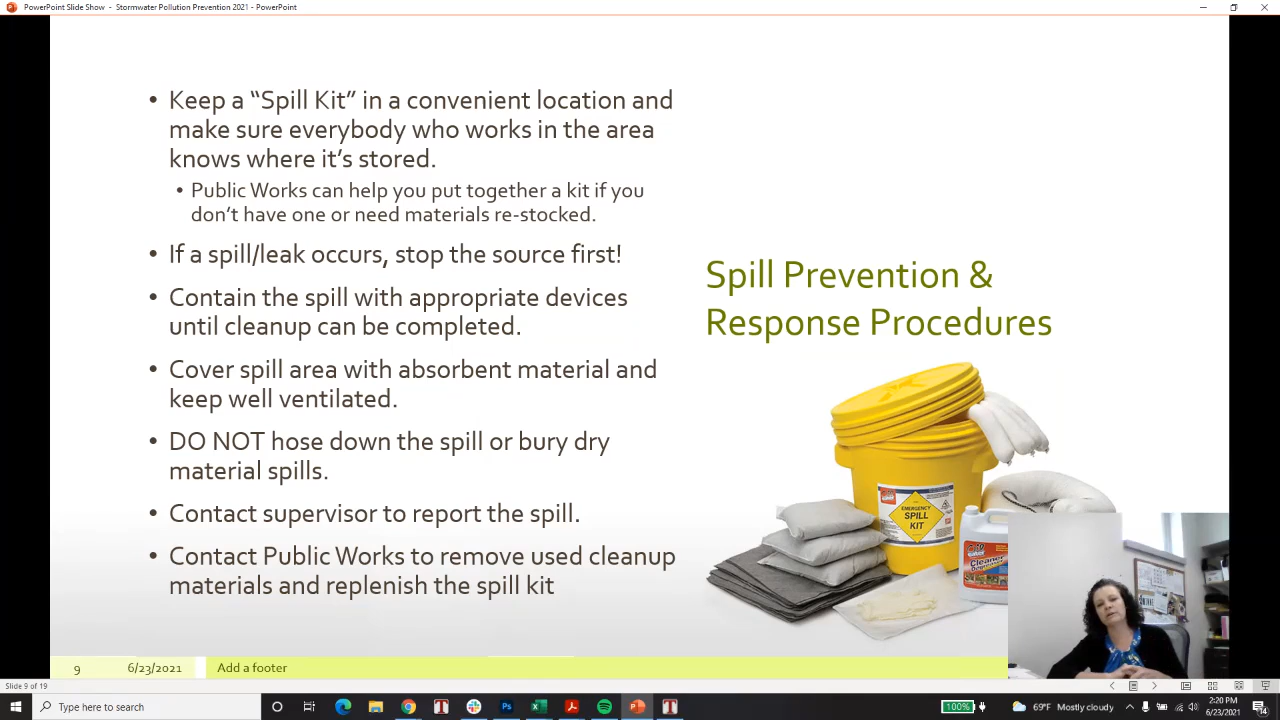 PowerPoint Slide Show - Stormwater Pollution Prevention 2021 - PowerPoint
• Keep a “Spill Kit” in a convenient location and
make sure everybody who works in the area
knows where it’s stored.
• Public Works can help you put together a kit if you
don’t have one or need materials re-stocked.
• If a spill/leak occurs, stop the source first!
• Contain the spill with appropriate devices
until cleanup can be completed.
• Cover spill area with absorbent material and
keep well ventilated.
• DO NOT hose down the spill or bury dry
material spills.
• Contact supervisor to report the spill.
• Contact Public Works to remove used cleanup
materials and replenish the spill kit
Spill Prevention &
Response Procedures
EMERGENCY
SPILL
KIT
Cleaner
9 6/23/2021 Add a footer
Slide 9 of 19
Type here to search
100%
69°F Mostly cloudy
2:20 PM
6/23/2021
14